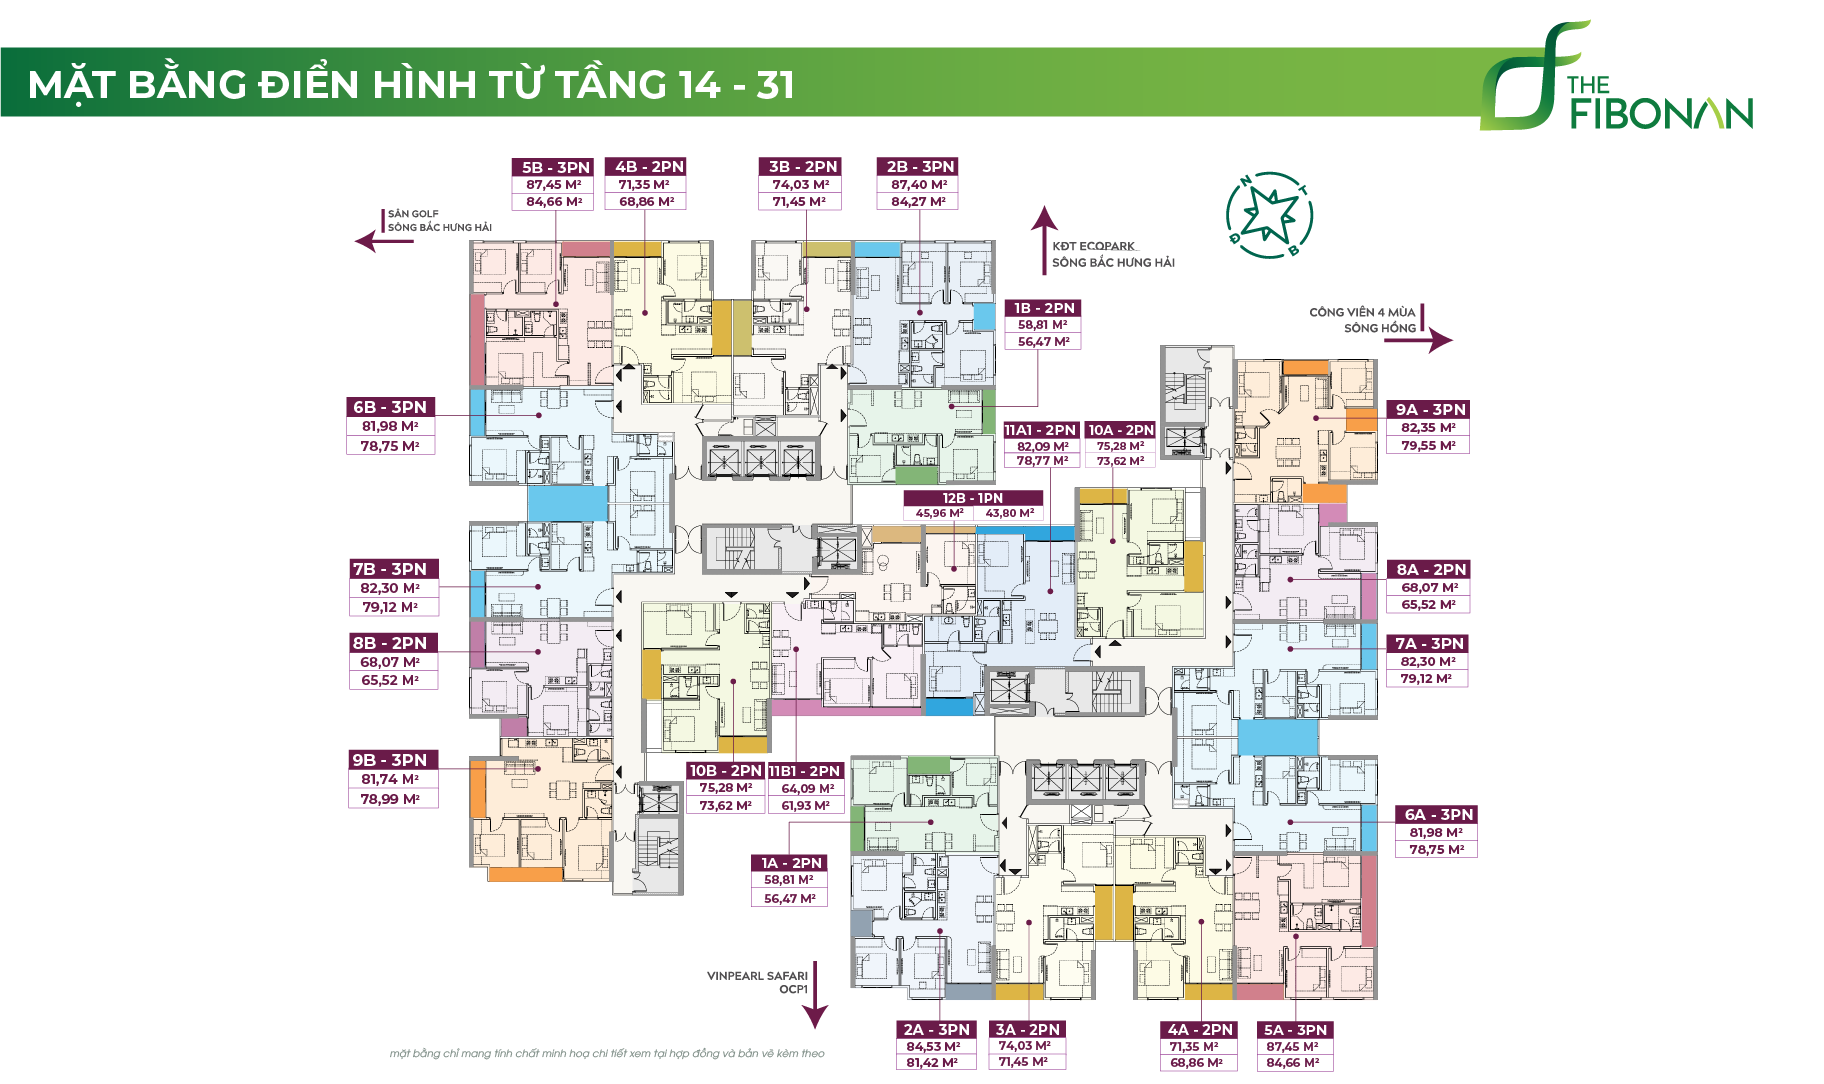 MẶT BẰNG ĐIỂN HÌNH TỪ TẦNG 14 - 31
THE
FIBONAN
5B - 3PN
87,45 M²
84,66 M²
4B - 2PN
71,35 M²
68,86 M²
3B - 2PN
74,03 M²
71,45 M²
2B - 3PN
87,40 M²
84,27 M²
N
T
Đ
B
SÂN GOLF
SÔNG BẮC HƯNG HẢI
KĐT ECOPARK
SÔNG BẮC HƯNG HẢI
1B - 2PN
58,81 M²
56,47 M²
CÔNG VIÊN 4 MÙA
SÔNG HỒNG
6B - 3PN
81,98 M²
78,75 M²
11A1 - 2PN
82,09 M²
78,77 M²
10A - 2PN
75,28 M²
73,62 M²
9A - 3PN
82,35 M²
79,55 M²
12B - 1PN
45,96 M²
43,80 M²
7B - 3PN
82,30 M²
79,12 M²
8A - 2PN
68,07 M²
65,52 M²
8B - 2PN
68,07 M²
65,52 M²
7A - 3PN
82,30 M²
79,12 M²
9B - 3PN
81,74 M²
78,99 M²
10B - 2PN
75,28 M²
73,62 M²
11B1 - 2PN
64,09 M²
61,93 M²
6A - 3PN
81,98 M²
78,75 M²
1A - 2PN
58,81 M²
56,47 M²
VINPEARL SAFARI
OCP1
2A - 3PN
84,53 M²
81,42 M²
3A - 2PN
74,03 M²
71,45 M²
4A - 2PN
71,35 M²
68,86 M²
5A - 3PN
87,45 M²
84,66 M²
mặt bằng chỉ mang tính chất minh hoạ chi tiết xem tại hợp đồng và bản vẽ kèm theo